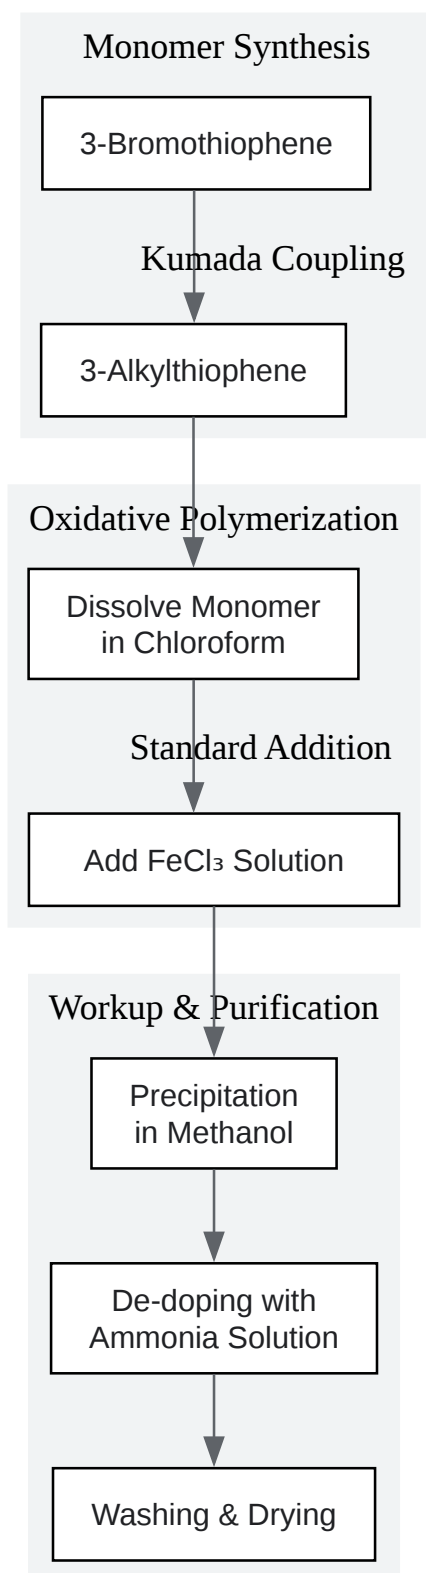 Monomer Synthesis
3-Bromothiophene
Kumada Coupling
3-Alkylthiophene
Oxidative Polymerization
Dissolve Monomer
in Chloroform
Standard Addition
Add FeCl₃ Solution
Workup & Purification
Precipitation
in Methanol
De-doping with
Ammonia Solution
Washing & Drying